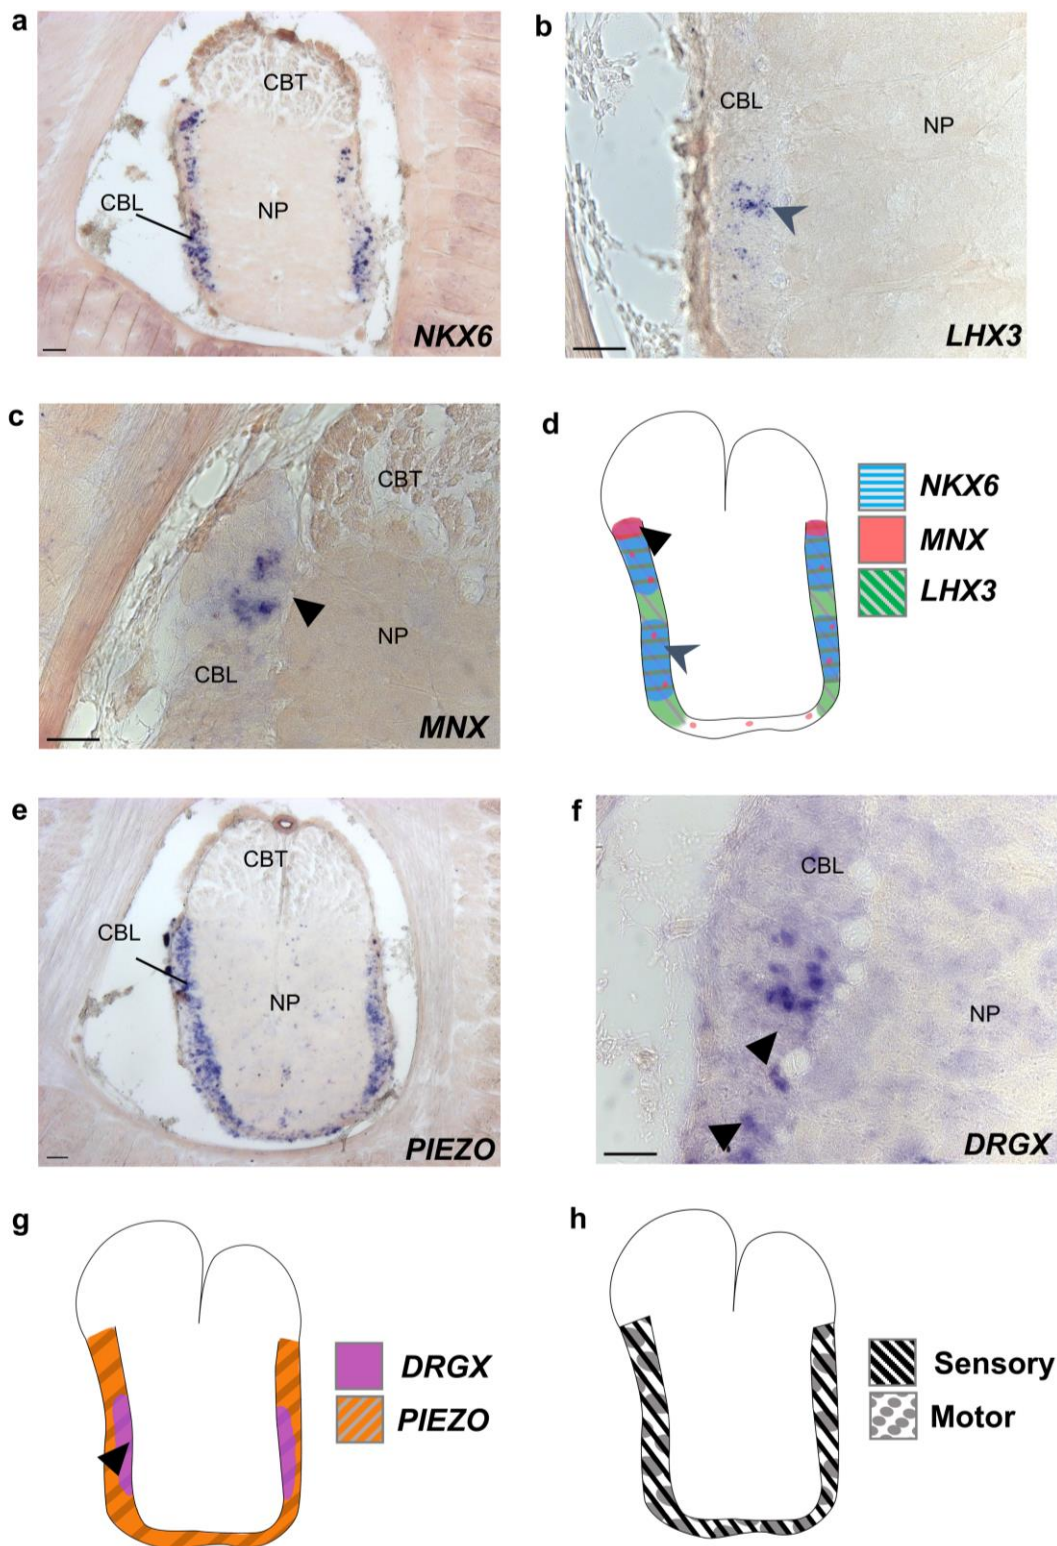 a
CBT
CBL
NP
NKX6
b
CBL
NP
LHX3
c
CBT
NP
CBL
MNX
d
NKX6
MNX
LHX3
e
CBT
CBL
NP
PIEZO
f
CBL
NP
DRGX
g
DRGX
PIEZO
h
Sensory
Motor